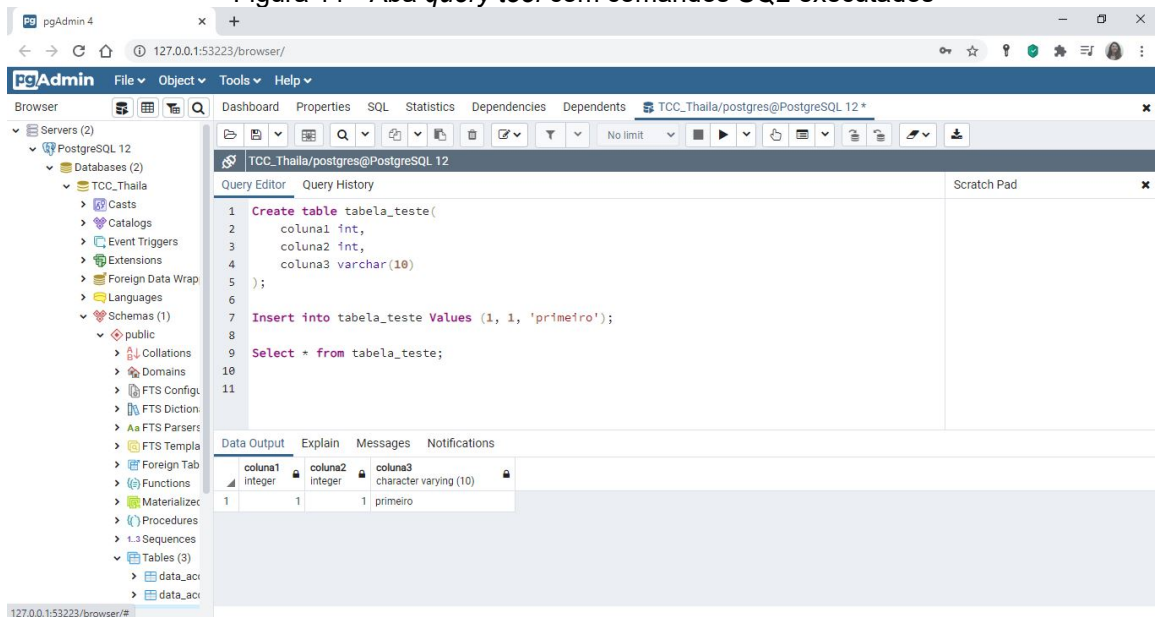 Figura 11 - Aba query tool com comandos SQL executados
pgAdmin 4
127.0.0.1:53223/browser/
PgAdmin File Object Tools Help
Browser
Dashboard Properties SQL Statistics Dependencies Dependents TCC_Thaila/postgres@PostgreSQL 12 *
No limit
TCC_Thaila/postgres@PostgreSQL 12
Query Editor Query History
Scratch Pad
Servers (2)
PostgreSQL 12
Databases (2)
TCC_Thaila
Casts
Catalogs
Event Triggers
Extensions
Foreign Data Wrap
Languages
Schemas (1)
public
Collations
Domains
FTS Configu
FTS Diction
FTS Parsers
FTS Templa
Foreign Tab
Functions
Materialized
Procedures
1..3 Sequences
Tables (3)
data_acc
data_acc
1 Create table tabela_teste(
2 coluna1 int,
3 coluna2 int,
4 coluna3 varchar(10)
5 );
6
7 Insert into tabela_teste Values (1, 1, 'primeiro');
8
9 Select * from tabela_teste;
10
11
Data Output Explain Messages Notifications
coluna1 integer
coluna2 integer
coluna3 character varying (10)
1 1 1 primeiro
127.0.0.1:53223/browser/#